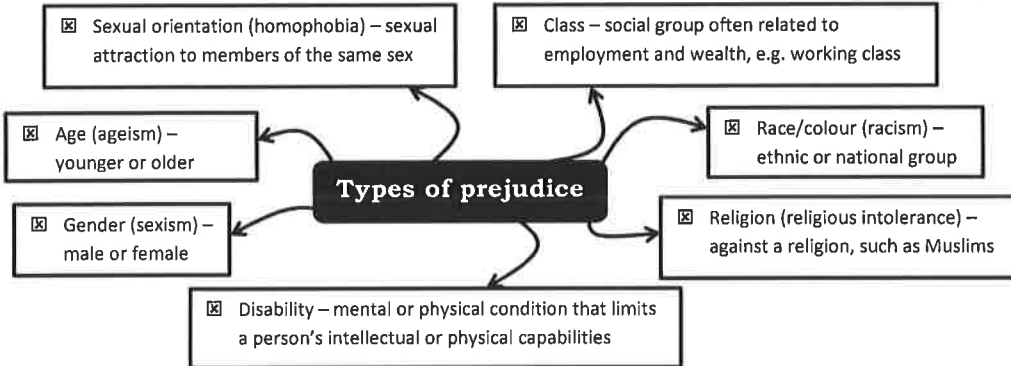 ☒ Sexual orientation (homophobia) – sexual
attraction to members of the same sex
☒ Class – social group often related to
employment and wealth, e.g. working class
☒ Age (ageism) –
younger or older
☒ Race/colour (racism) –
ethnic or national group
Types of prejudice
☒ Gender (sexism) –
male or female
☒ Religion (religious intolerance) –
against a religion, such as Muslims
☒ Disability – mental or physical condition that limits
a person's intellectual or physical capabilities